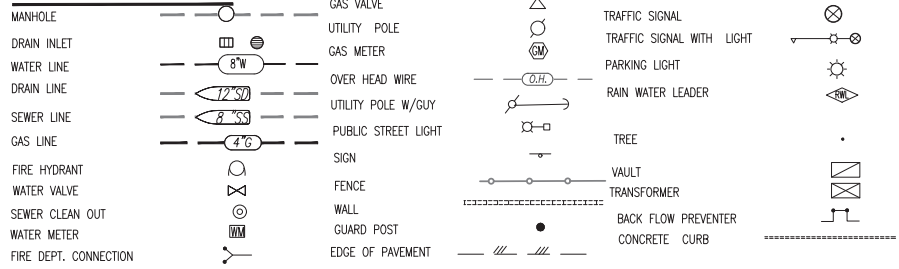 MANHOLE
DRAIN INLET
WATER LINE 8"W
DRAIN LINE 12"SD
SEWER LINE 8 "SS
GAS LINE 4"G
FIRE HYDRANT
WATER VALVE
SEWER CLEAN OUT
WATER METER WM
FIRE DEPT. CONNECTION
GAS VALVE
UTILITY POLE
GAS METER GM
OVER HEAD WIRE O.H.
UTILITY POLE W/GUY
PUBLIC STREET LIGHT
SIGN
FENCE
WALL
GUARD POST
EDGE OF PAVEMENT
TRAFFIC SIGNAL
TRAFFIC SIGNAL WITH LIGHT
PARKING LIGHT
RAIN WATER LEADER RWL
TREE
VAULT
TRANSFORMER
BACK FLOW PREVENTER
CONCRETE CURB